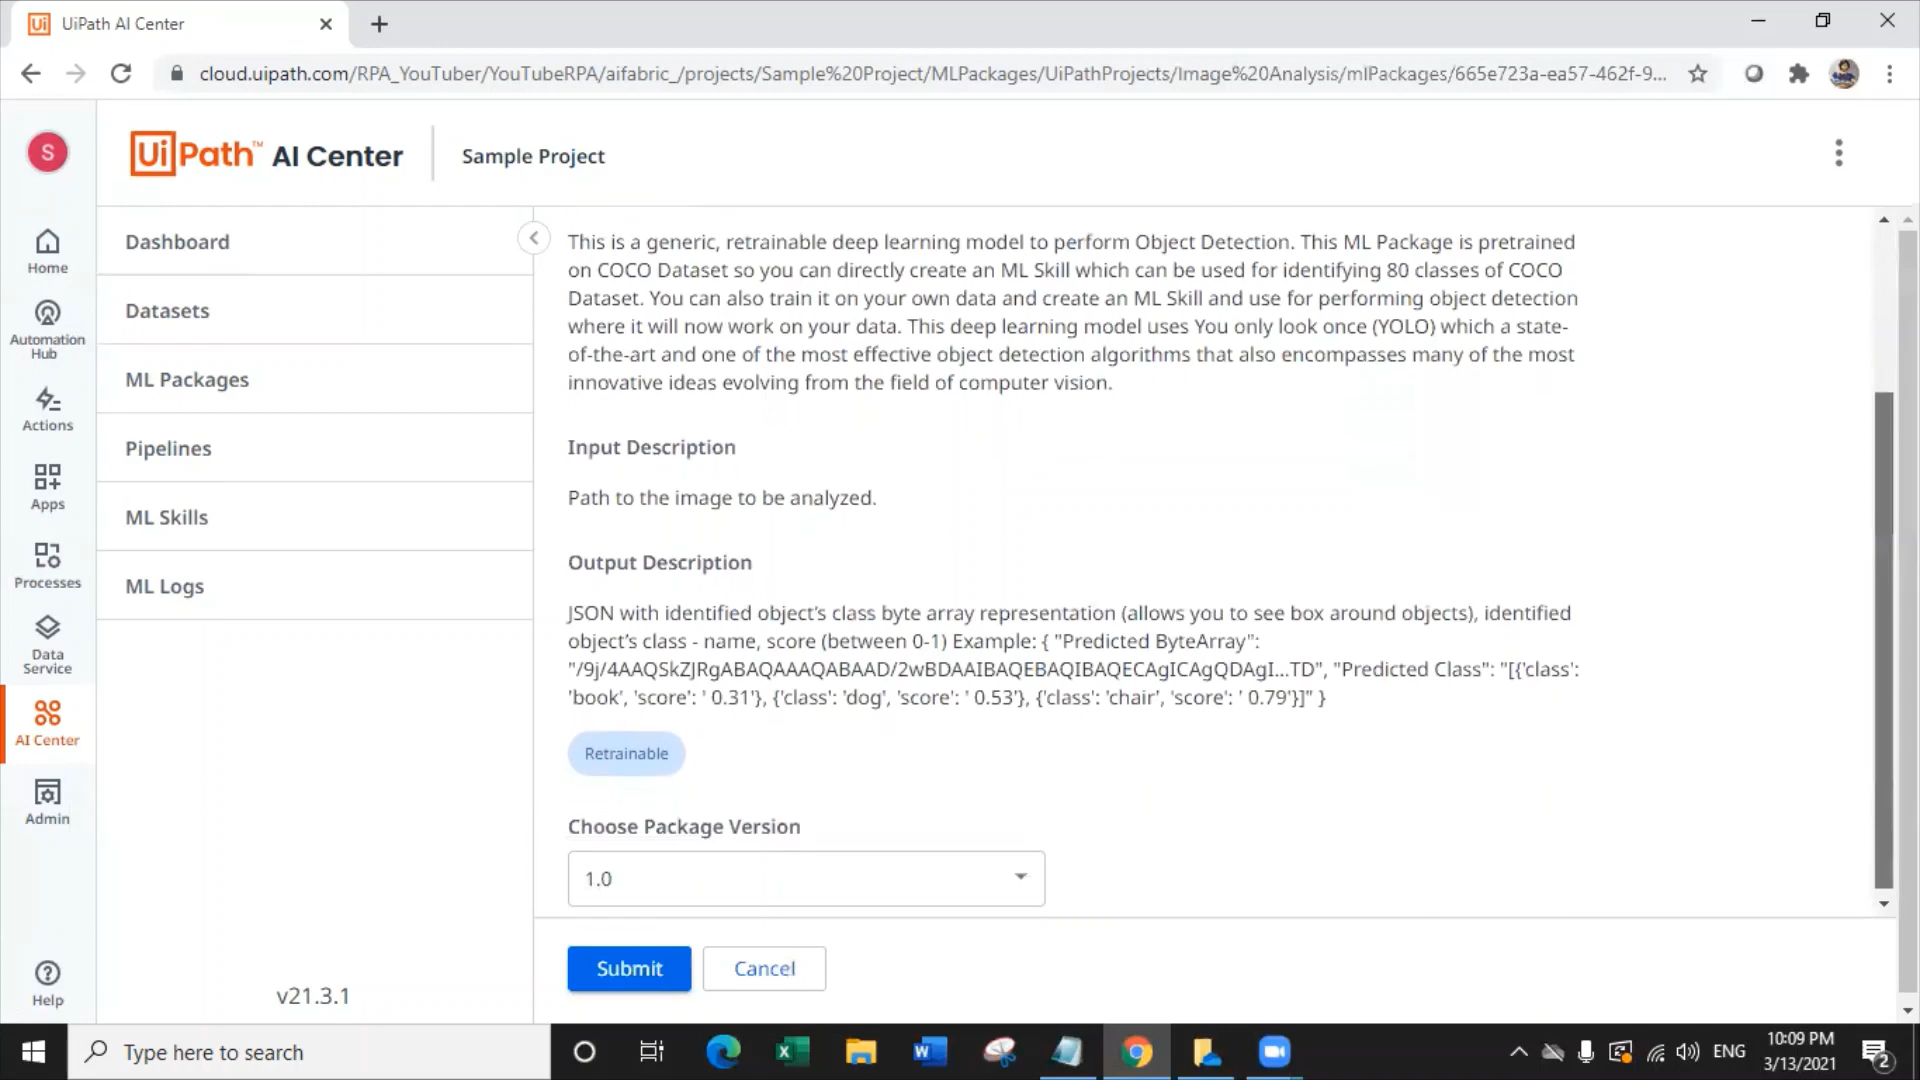 UiPath AI Center
cloud.uipath.com/RPA_YouTuber/YouTubeRPA/aifabric_/projects/Sample%20Project/MLPackages/UiPathProjects/Image%20Analysis/mlPackages/665e723a-ea57-462f-9...
S
UiPath™ AI Center
Sample Project
Home
Automation
Hub
Actions
Apps
Processes
Data
Service
AI Center
Admin
Help
Dashboard
Datasets
ML Packages
Pipelines
ML Skills
ML Logs
v21.3.1
This is a generic, retrainable deep learning model to perform Object Detection. This ML Package is pretrained
on COCO Dataset so you can directly create an ML Skill which can be used for identifying 80 classes of COCO
Dataset. You can also train it on your own data and create an ML Skill and use for performing object detection
where it will now work on your data. This deep learning model uses You only look once (YOLO) which a state-
of-the-art and one of the most effective object detection algorithms that also encompasses many of the most
innovative ideas evolving from the field of computer vision.
Input Description
Path to the image to be analyzed.
Output Description
JSON with identified object’s class byte array representation (allows you to see box around objects), identified
object’s class - name, score (between 0-1) Example: { "Predicted ByteArray":
"/9j/4AAQSkZJRgABAQAAAQABAAD/2wBDAAIBAQEBAQIBAQECAgICAgQDAgI...TD", "Predicted Class": "[{'class':
'book', 'score': ' 0.31'}, {'class': 'dog', 'score': ' 0.53'}, {'class': 'chair', 'score': ' 0.79'}]" }
Retrainable
Choose Package Version
1.0
Submit
Cancel
Type here to search
ENG
10:09 PM
3/13/2021
2